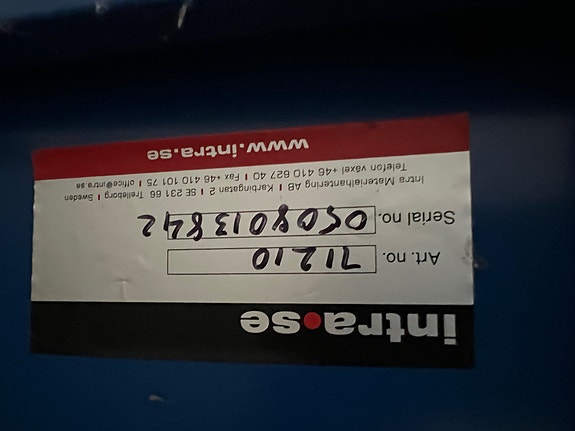 intra.se
Art. no. 71210
Serial no. 0508013842
Intra Materialhantering AB | Karbingatan 2 | SE 231 66 Trelleborg | Sweden
Telefon växel +46 410 627 40 | Fax +46 410 101 75 | office@intra.se
www.intra.se